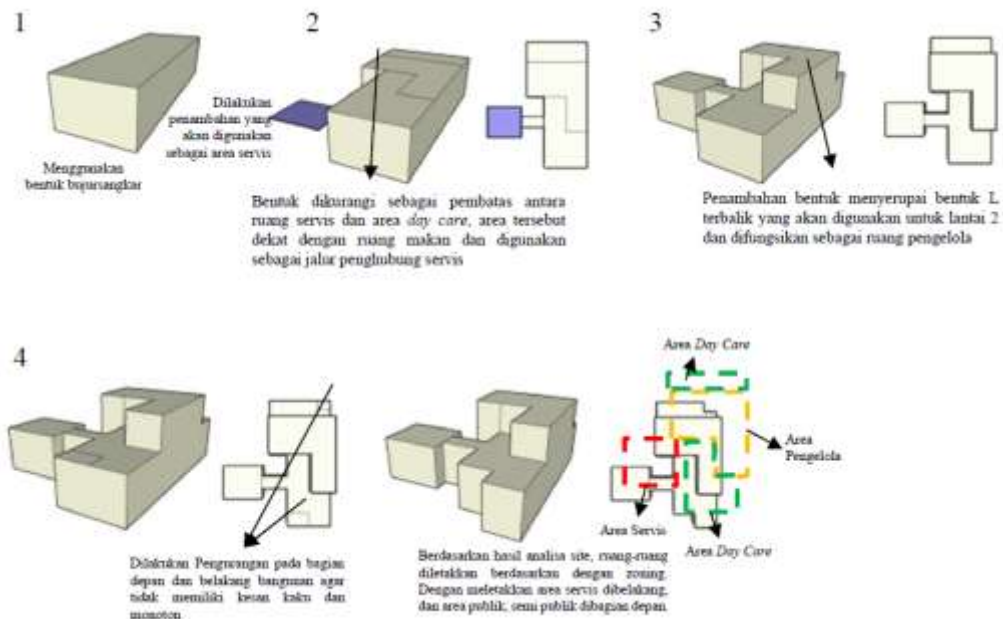 1
Menggunakan
bentuk bujursangkar
2
Dilakukan
penambahan yang
akan digunakan
sebagai area servis
Bentuk dikurangi sebagai pembatas antara
ruang servis dan area day care, area tersebut
dekat dengan ruang makan dan digunakan
sebagai jalur penghubung servis
3
Penambahan bentuk menyerupai bentuk L
terbalik yang akan digunakan untuk lantai 2
dan difungsikan sebagai ruang pengelola
4
Dilakukan Pengurangan pada bagian
depan dan belakang bangunan agar
tidak memiliki kesan kaku dan
monoton
Berdasarkan hasil analisa site, ruang-ruang
diletakkan berdasarkan dengan zoning.
Dengan meletakkan area servis dibelakang,
dan area publik, semi publik dibagian depan
Area Day Care
Area
Pengelola
Area Servis
Area Day Care